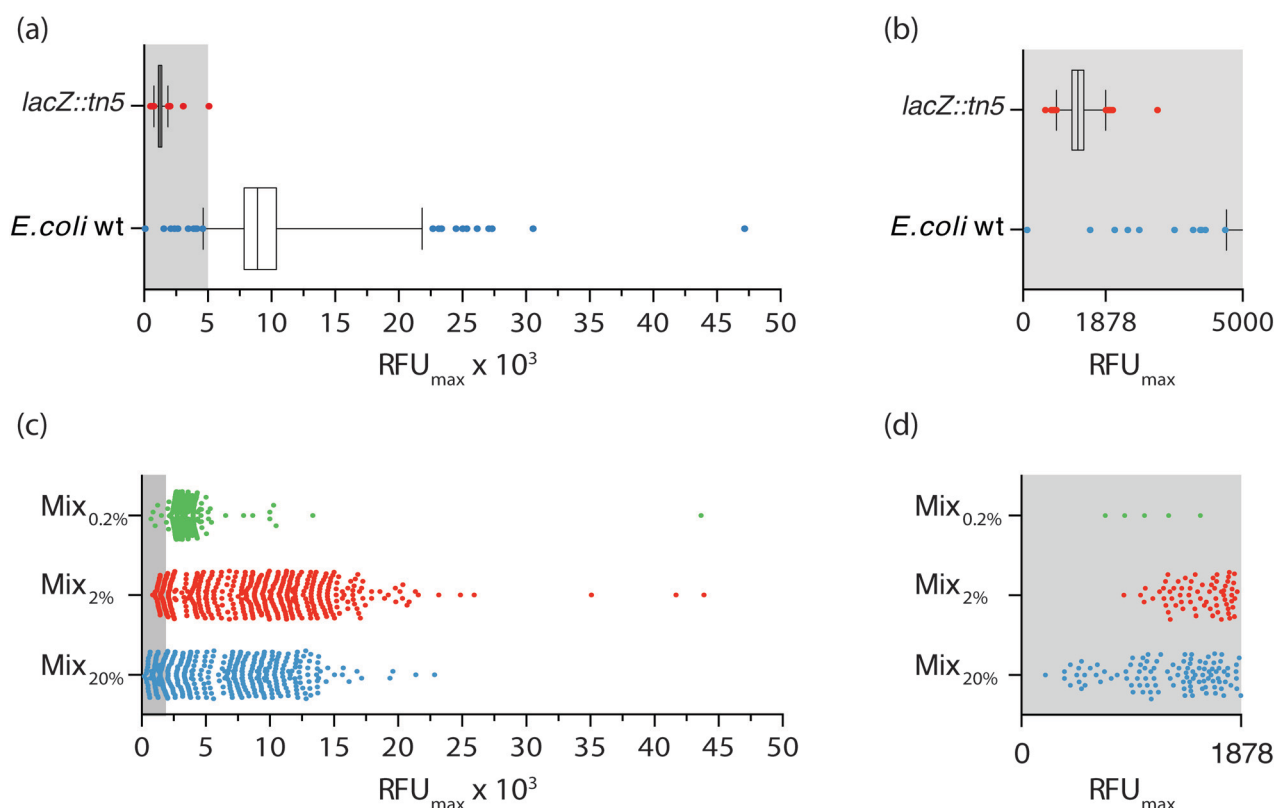 (a)
lacZ::tn5
E.coli wt
0 5 10 15 20 25 30 35 40 45 50
RFUmax x 10³
(b)
lacZ::tn5
E.coli wt
0 1878 5000
RFUmax
(c)
Mix0.2%
Mix2%
Mix20%
0 5 10 15 20 25 30 35 40 45 50
RFUmax x 10³
(d)
Mix0.2%
Mix2%
Mix20%
0 1878
RFUmax